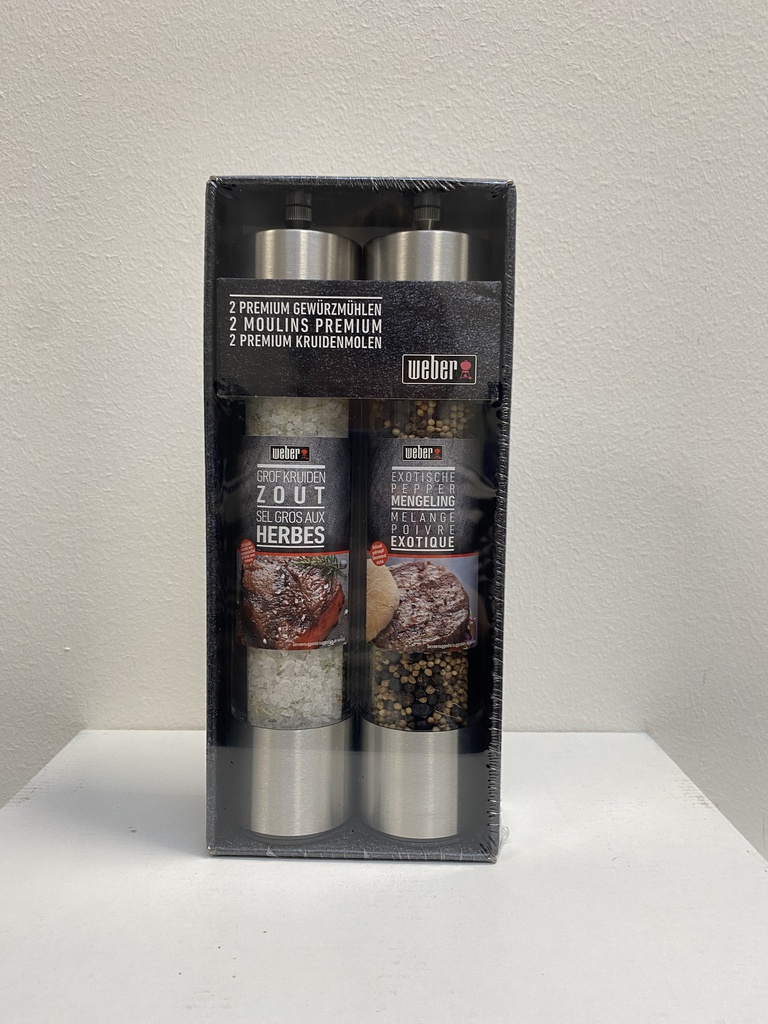 2 PREMIUM GEWÜRZMÜHLEN
2 MOULINS PREMIUM
2 PREMIUM KRUIDENMOLEN
weber
weber
GROF KRUIDEN
ZOUT
SEL GROS AUX
HERBES
weber
EXOTISCHE
PEPPER
MENGELING
MELANGE
POIVRE
EXOTIQUE